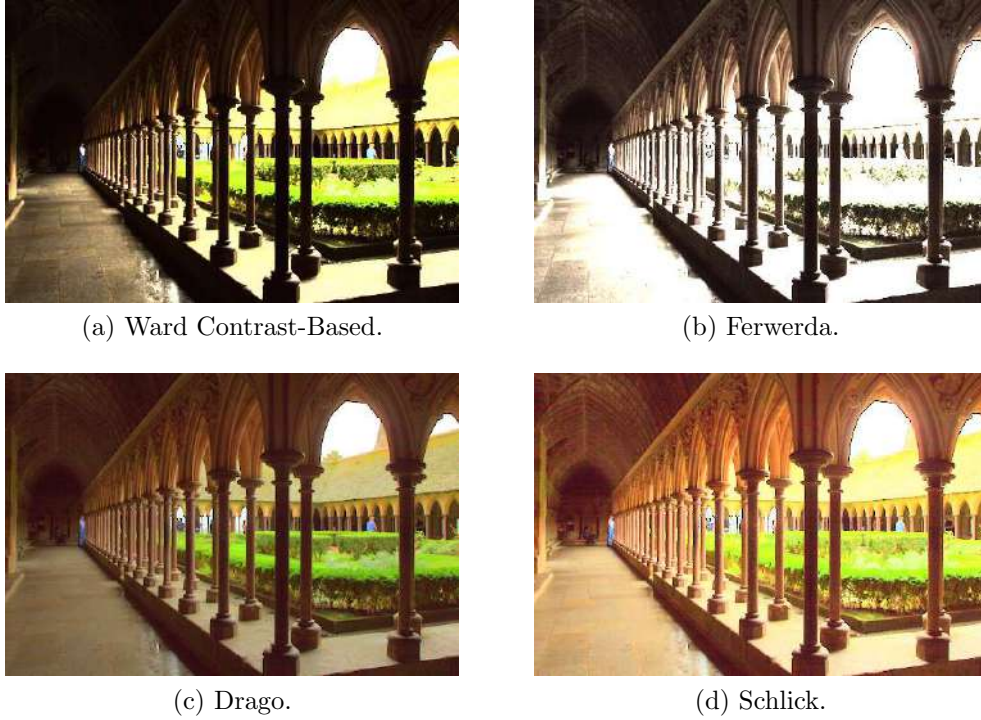 (a) Ward Contrast-Based.
(b) Ferwerda.
(c) Drago.
(d) Schlick.